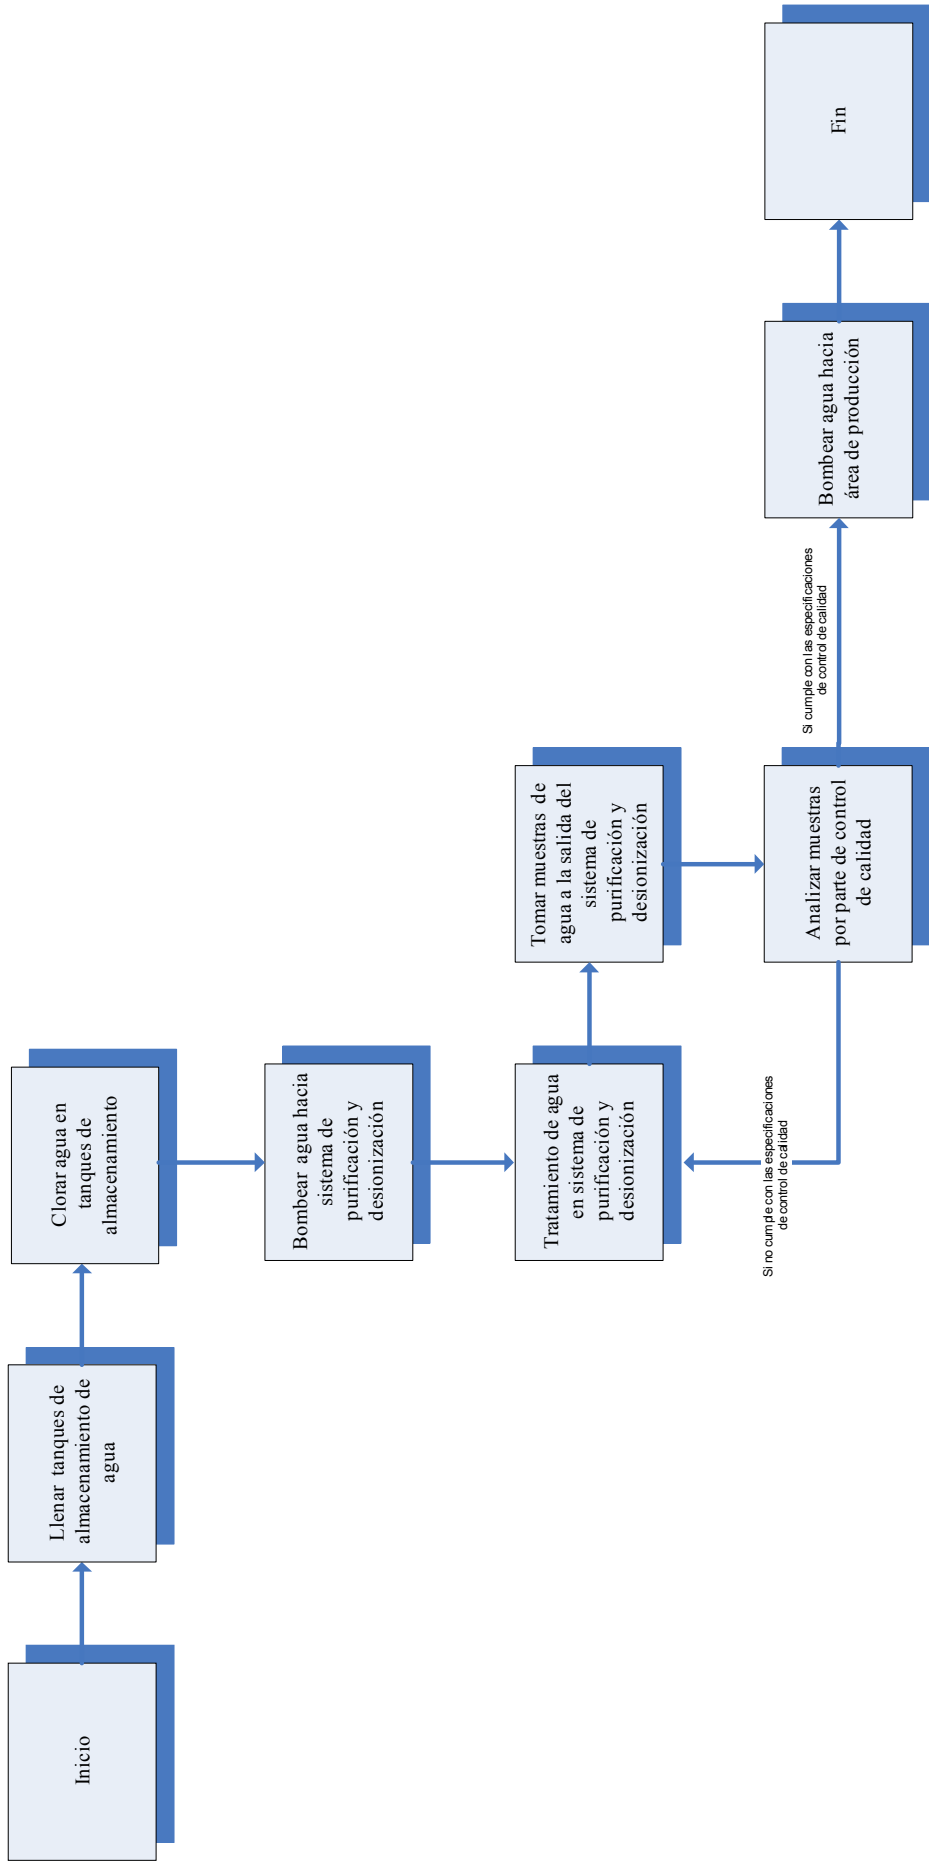 Inicio
Llenar tanques de
almacenamiento de
agua
Clorar agua en
tanques de
almacenamiento
Bombear agua hacia
sistema de
purificación y
desionización
Tratamiento de agua
en sistema de
purificación y
desionización
Tomar muestras de
agua a la salida del
sistema de
purificación y
desionización
Analizar muestras
por parte de control
de calidad
Si no cumple con las especificaciones
de control de calidad
Si cumple con las especificaciones
de control de calidad
Bombear agua hacia
área de producción
Fin